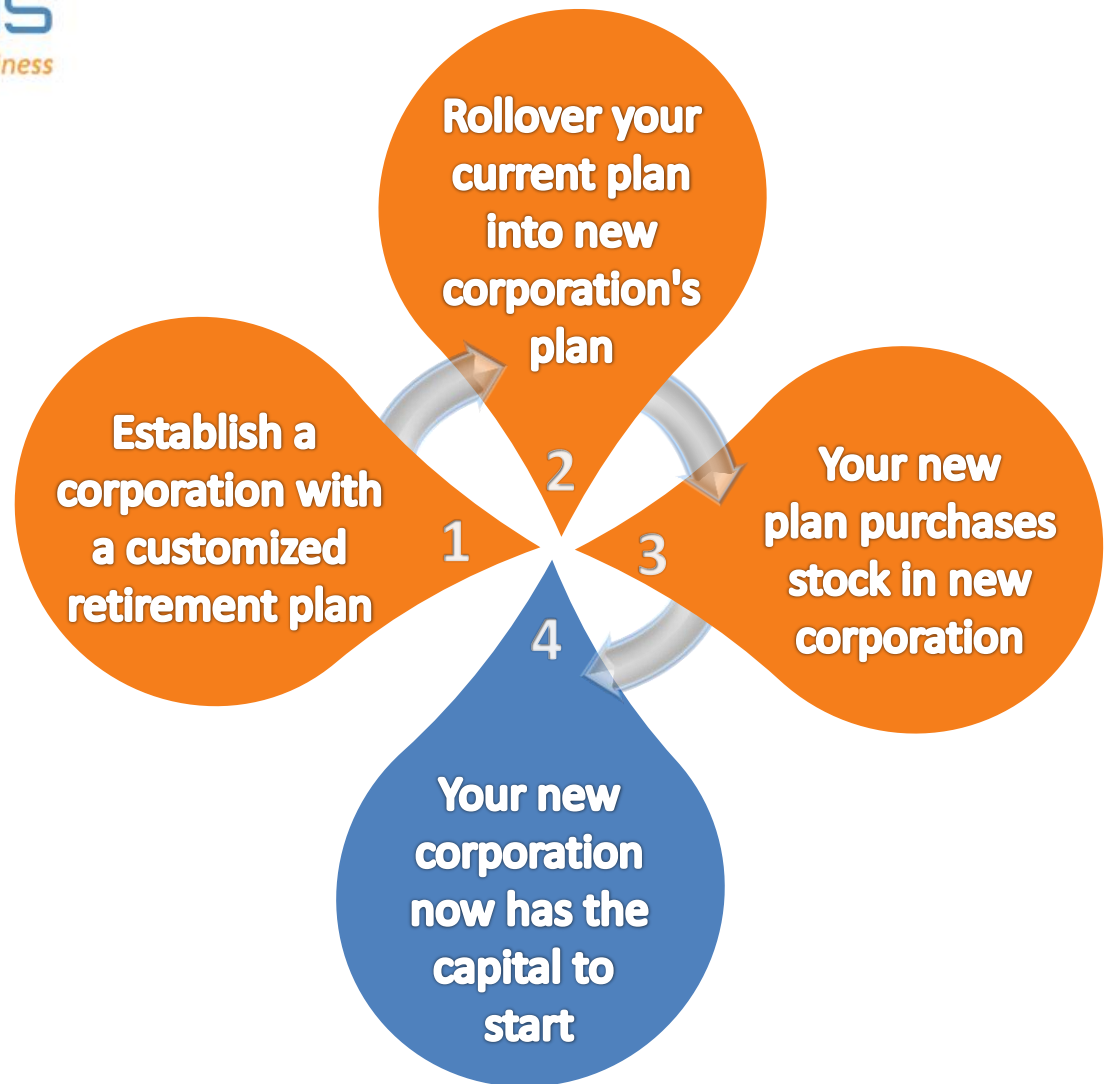 S
iness
Rollover your
current plan
into new
corporation's
plan
2
Establish a
corporation with
a customized
retirement plan
1
Your new
plan purchases
stock in new
corporation
3
4
Your new
corporation
now has the
capital to
start